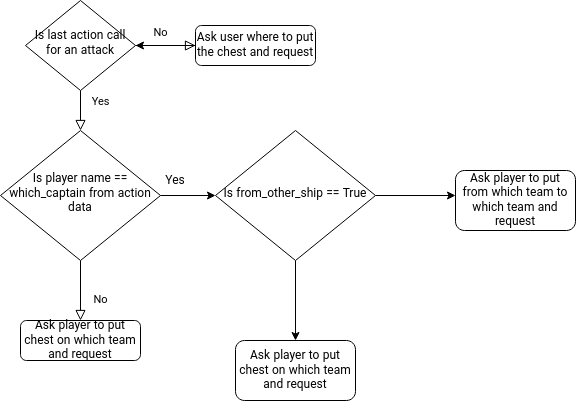 Is last action call
for an attack
No
Ask user where to put
the chest and request
Yes
Is player name ==
which_captain from action
data
Yes
Is from_other_ship == True
Ask player to put
from which team to
which team and
request
No
Ask player to put
chest on which team
and request
Ask player to put
chest on which team
and request